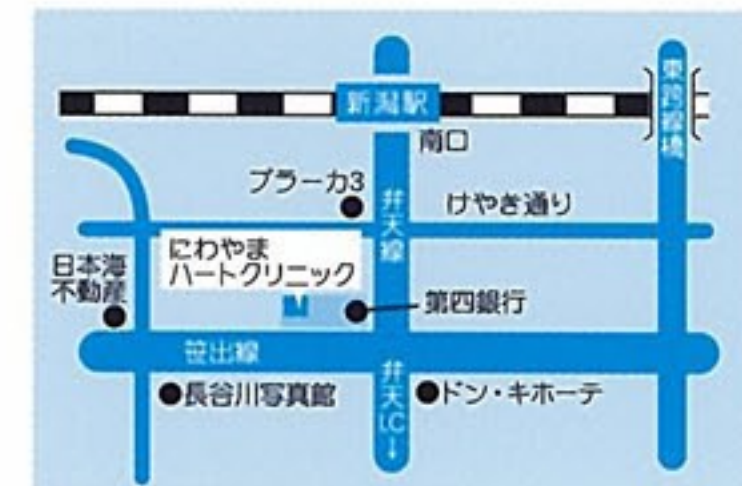 新潟駅
東跨線橋
南口
プラーカ3
弁天線
けやき通り
にわやま
ハートクリニック
日本海
不動産
第四銀行
笹出線
長谷川写真館
弁天I.C→
ドン・キホーテ